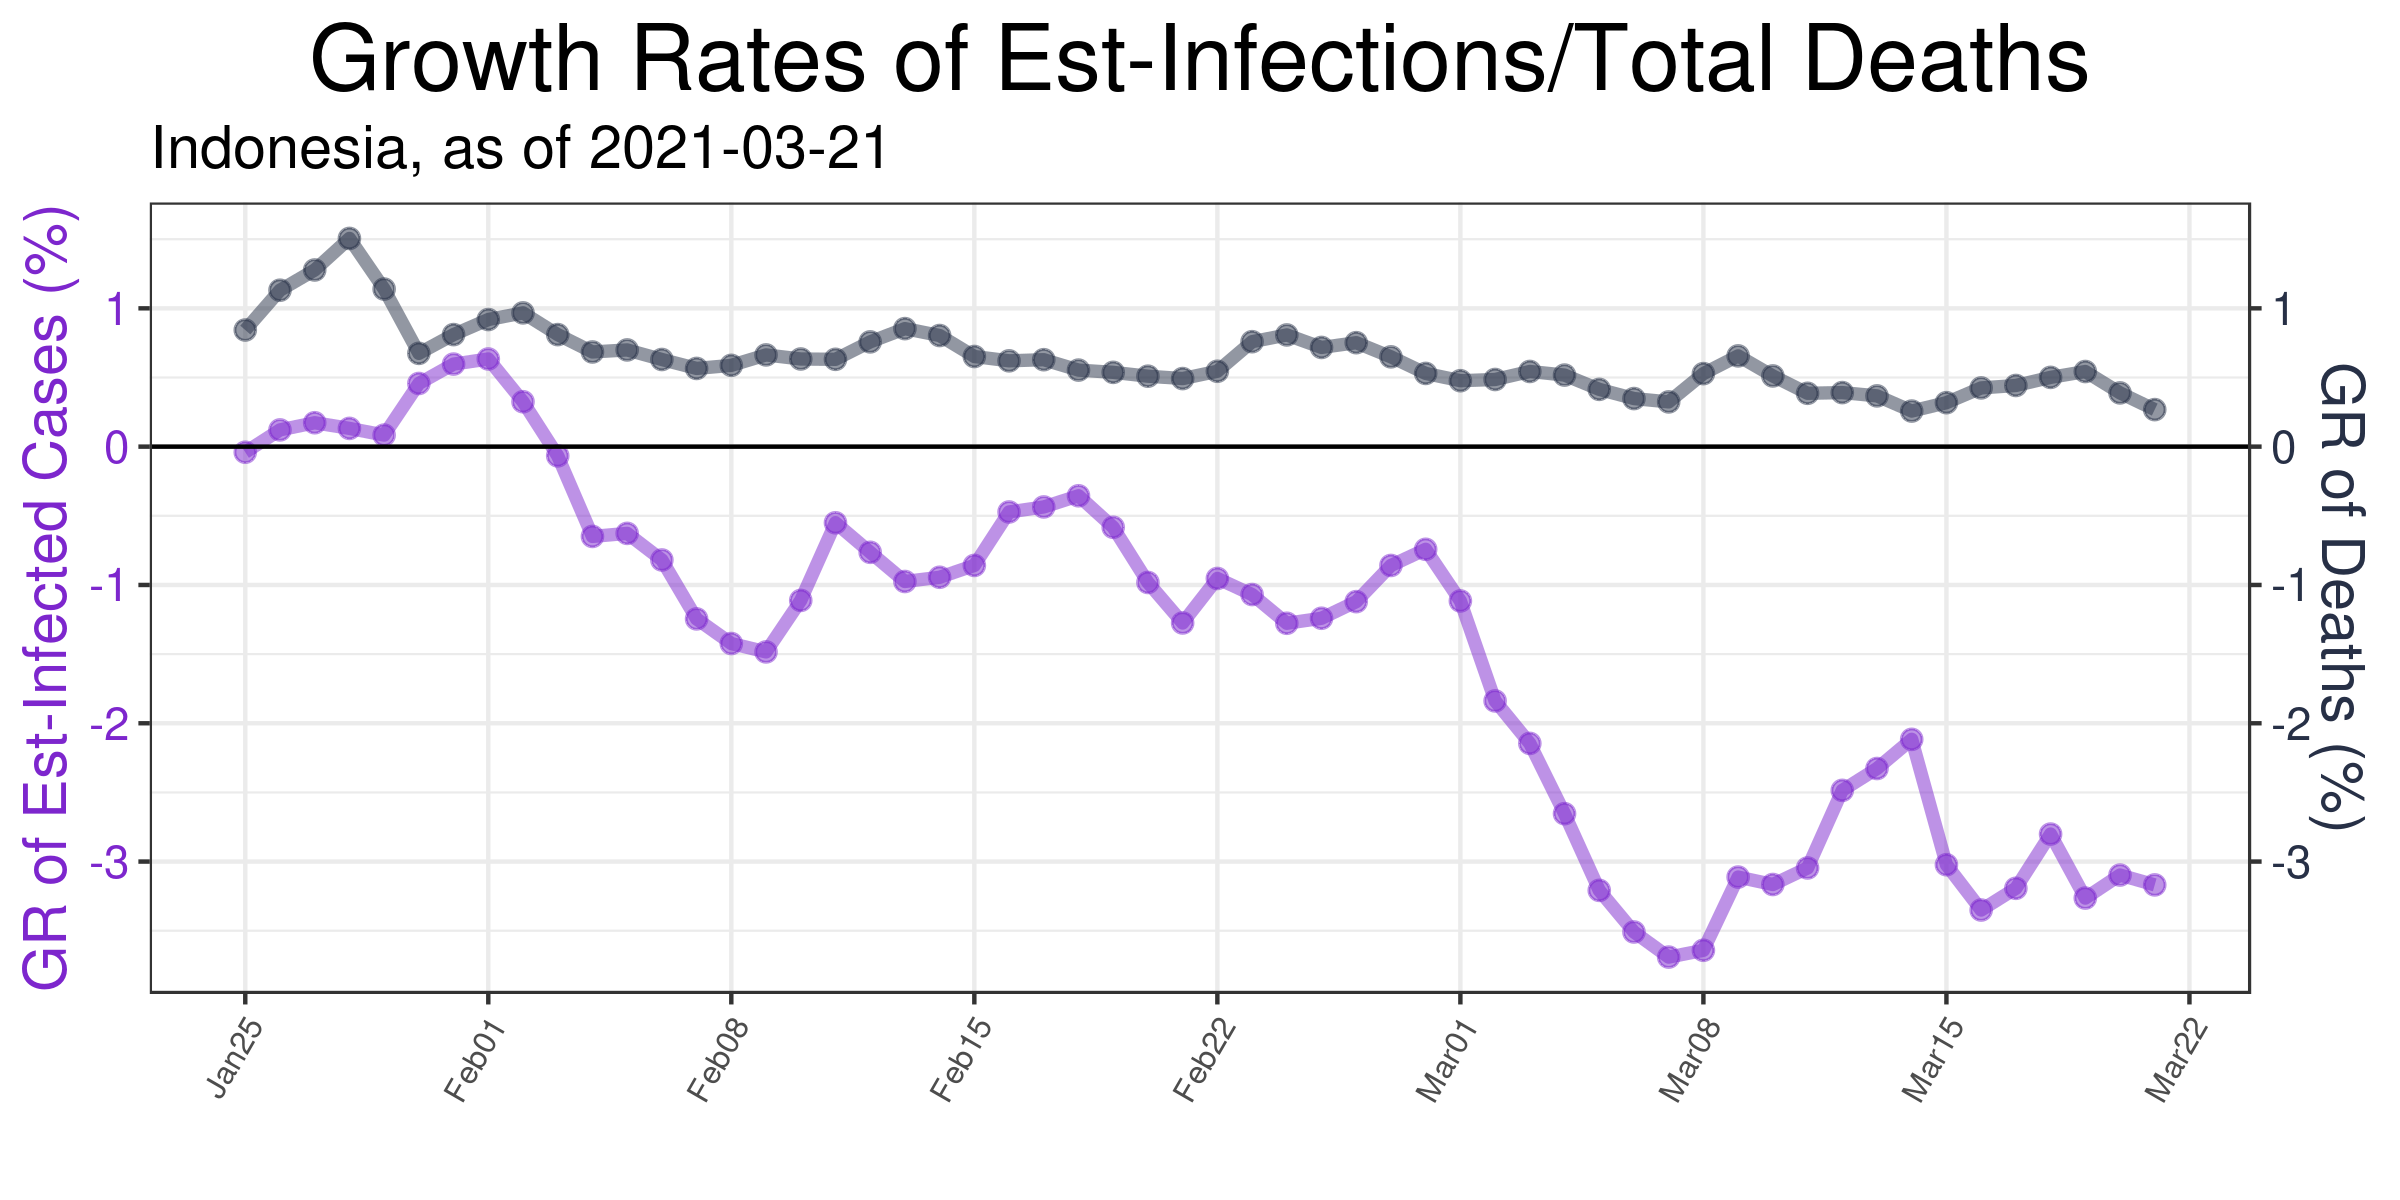 Growth Rates of Est-Infections/Total Deaths
Indonesia, as of 2021-03-21
GR of Est-Infected Cases (%)
1
0
-1
-2
-3
1
0
-1
-2
-3
GR of Deaths (%)
Jan25
Feb01
Feb08
Feb15
Feb22
Mar01
Mar08
Mar15
Mar22